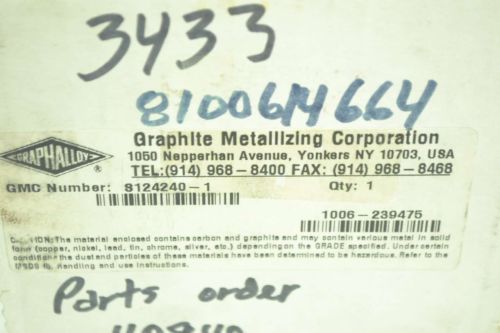 3433
8100614664
GRAPHALLOY ®
Graphite Metallizing Corporation
1050 Nepperhan Avenue, Yonkers NY 10703, USA
TEL:(914) 968-8400 FAX: (914) 968-8468
GMC Number: S124240-1 Qty: 1
1006-239475
CAUTION: The material enclosed contains carbon and graphite and may contain various metal in solid
form (copper, nickel, lead, tin, chrome, silver, etc.) depending on the GRADE specified. Under certain
conditions the dust and particles of these materials have been determined to be hazardous. Refer to the
MSDS handling and use instructions.
Parts order